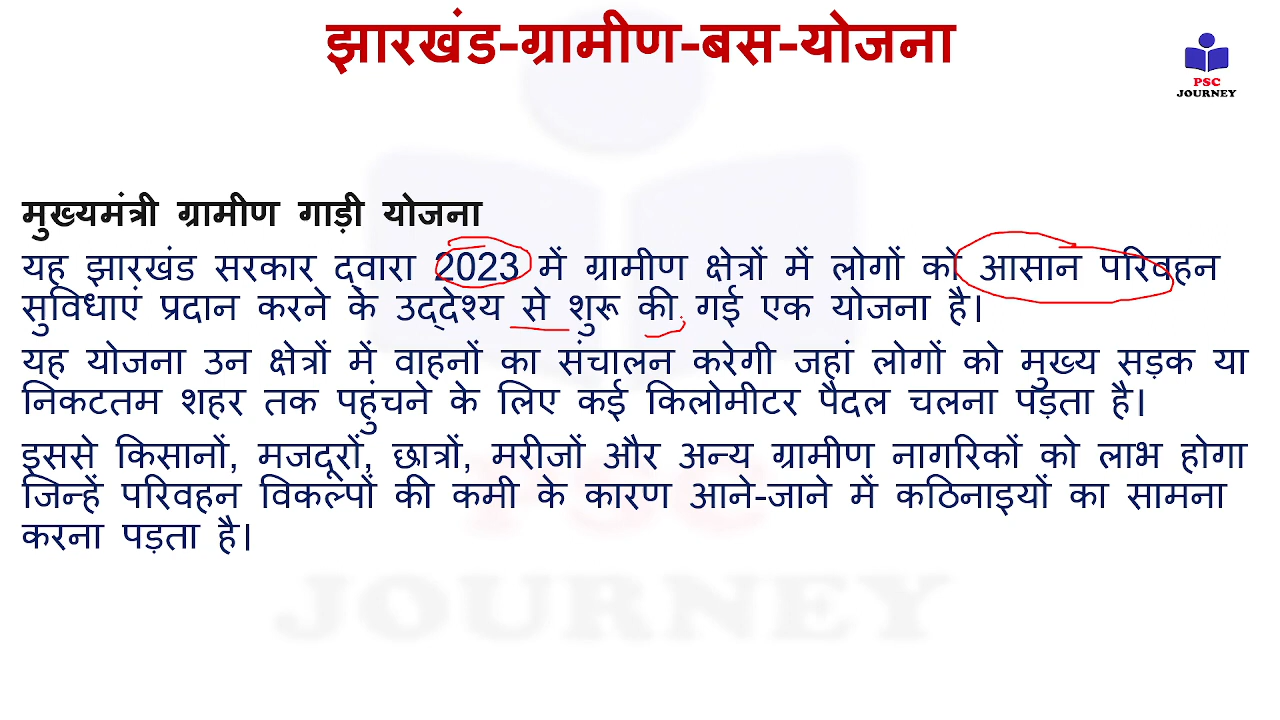 झारखंड-ग्रामीण-बस-योजना
PSC
JOURNEY
मुख्यमंत्री ग्रामीण गाड़ी योजना
यह झारखंड सरकार द्वारा 2023 में ग्रामीण क्षेत्रों में लोगों को आसान परिवहन
सुविधाएं प्रदान करने के उद्देश्य से शुरू की गई एक योजना है।
यह योजना उन क्षेत्रों में वाहनों का संचालन करेगी जहां लोगों को मुख्य सड़क या
निकटतम शहर तक पहुंचने के लिए कई किलोमीटर पैदल चलना पड़ता है।
इससे किसानों, मजदूरों, छात्रों, मरीजों और अन्य ग्रामीण नागरिकों को लाभ होगा
जिन्हें परिवहन विकल्पों की कमी के कारण आने-जाने में कठिनाइयों का सामना
करना पड़ता है।
PSC
JOURNEY